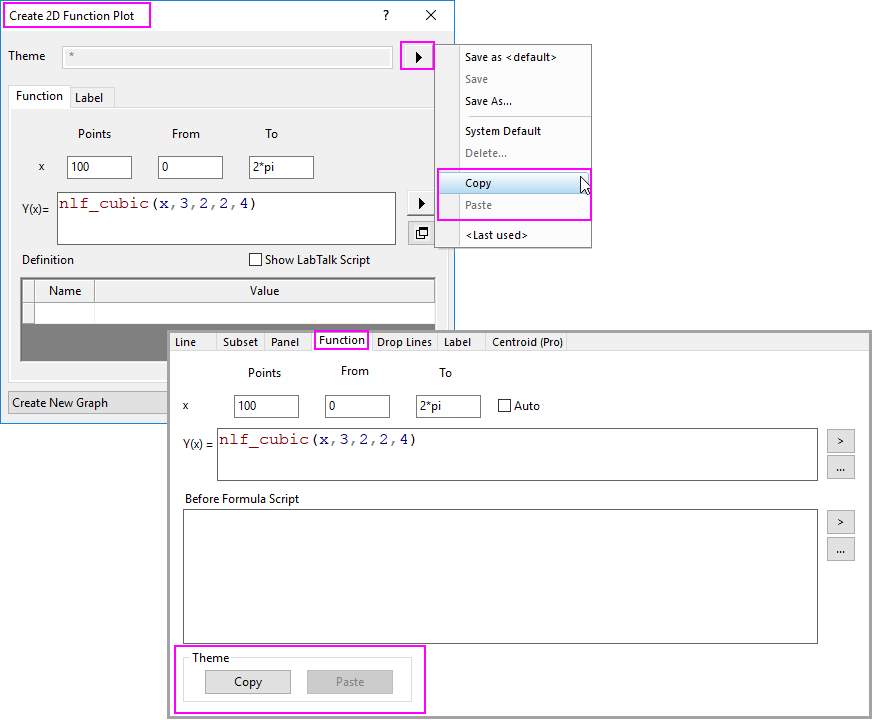 Create 2D Function Plot ?
Theme *
Save as <default>
Save
Save As...
System Default
Delete...
Copy
Paste
<Last used>
Function Label
Points From To
x 100 0 2*pi
Y(x)= nlf_cubic(x,3,2,2,4)
Definition Show LabTalk Script
Name Value
Create New Graph
Line Subset Panel Function Drop Lines Label Centroid (Pro)
Points From To
x 100 0 2*pi Auto
Y(x) = nlf_cubic(x,3,2,2,4) >
...
Before Formula Script
>
...
Theme
Copy Paste